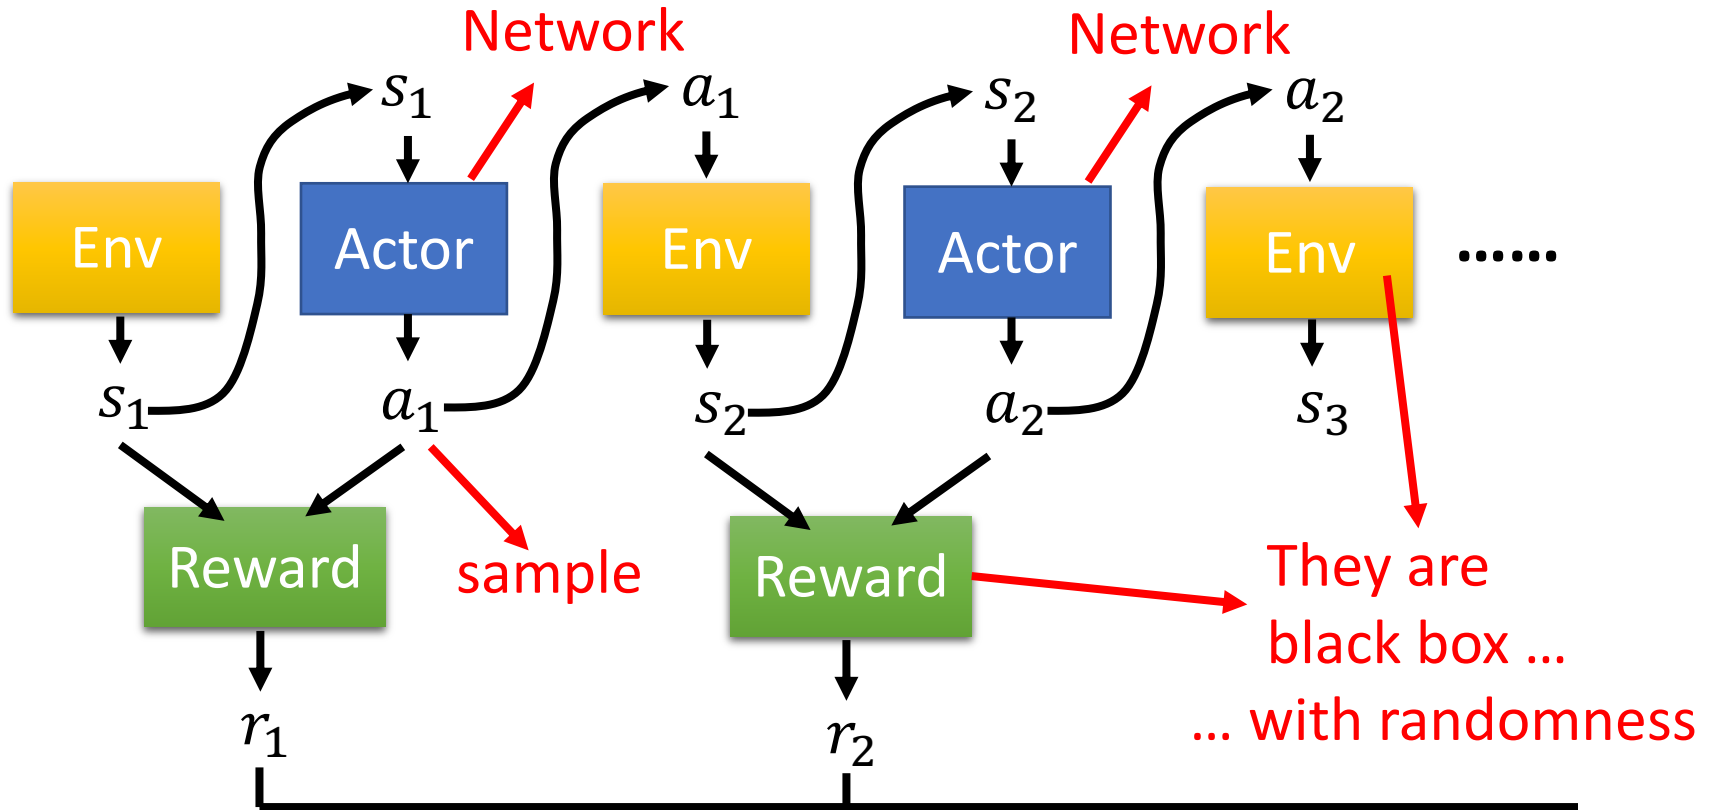 Network
Network
s₁
a₁
s₂
a₂
Env
Actor
Env
Actor
Env
......
s₁
a₁
s₂
a₂
s₃
Reward
sample
Reward
They are
black box ...
... with randomness
r₁
r₂